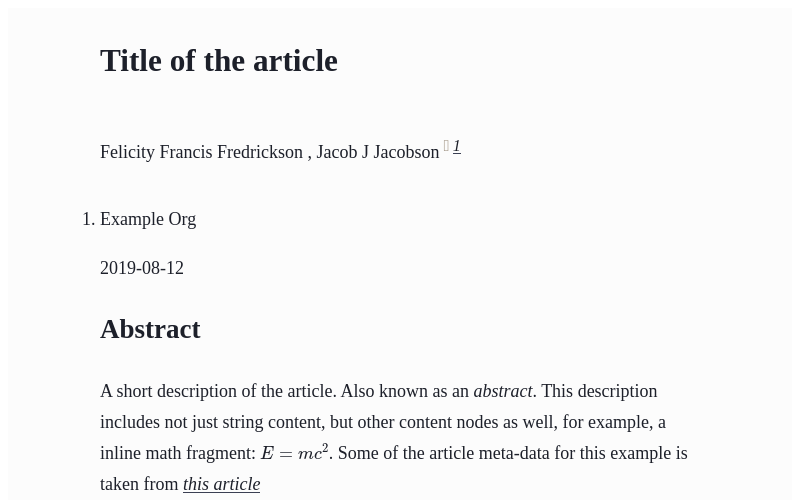 Title of the article
Felicity Francis Fredrickson , Jacob J Jacobson 1
1. Example Org
2019-08-12
Abstract
A short description of the article. Also known as an abstract. This description
includes not just string content, but other content nodes as well, for example, a
inline math fragment: E = mc². Some of the article meta-data for this example is
taken from this article